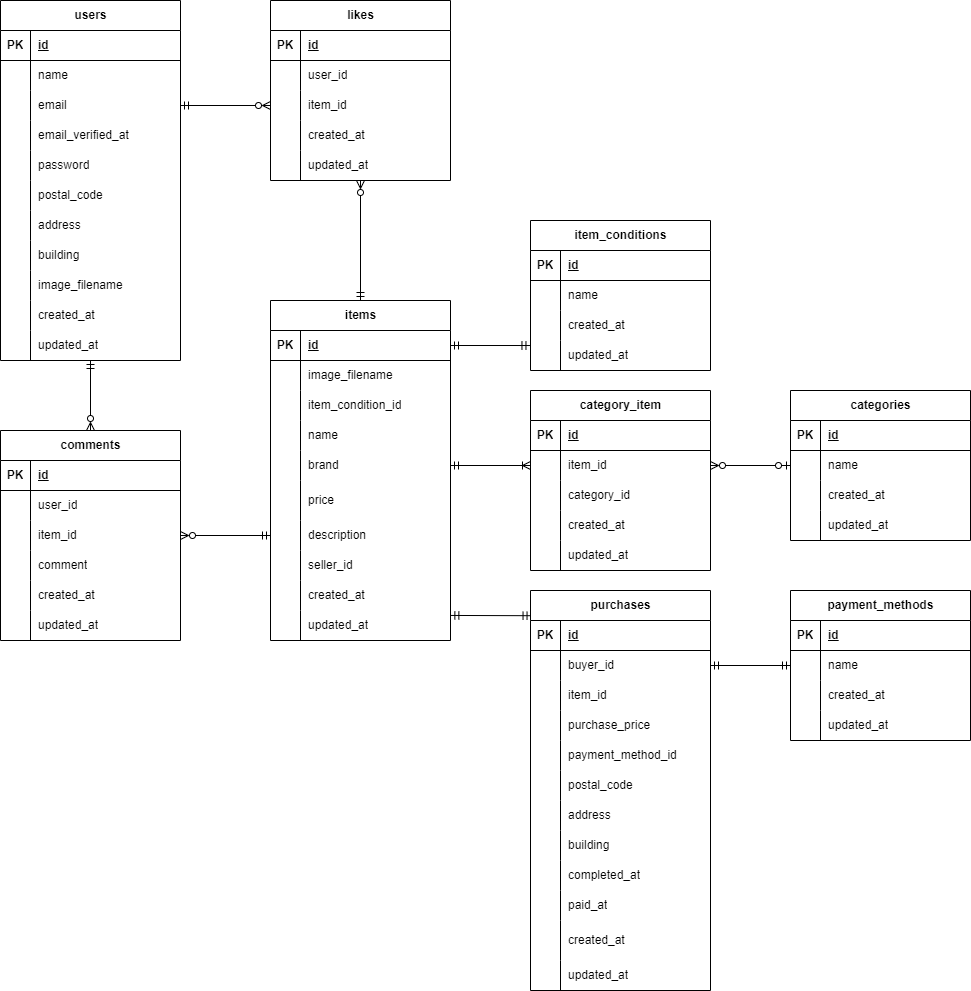 users
PK id
name
email
email_verified_at
password
postal_code
address
building
image_filename
created_at
updated_at
likes
PK id
user_id
item_id
created_at
updated_at
item_conditions
PK id
name
created_at
updated_at
items
PK id
image_filename
item_condition_id
name
brand
price
description
seller_id
created_at
updated_at
category_item
PK id
item_id
category_id
created_at
updated_at
categories
PK id
name
created_at
updated_at
comments
PK id
user_id
item_id
comment
created_at
updated_at
purchases
PK id
buyer_id
item_id
purchase_price
payment_method_id
postal_code
address
building
completed_at
paid_at
created_at
updated_at
payment_methods
PK id
name
created_at
updated_at